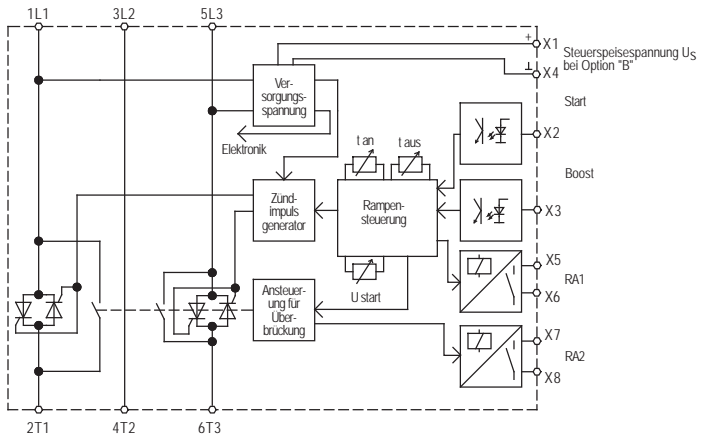 1L1
3L2
5L3
+
X1
Steuerspeisespannung US
bei Option "B"
⊥
X4
Ver-
sorgungs-
spannung
Start
X2
Elektronik
t an
t aus
Boost
Zünd-
impuls
generator
Rampen-
steuerung
X3
X5
RA1
X6
U start
Ansteuer-
ung für
Über-
brückung
X7
RA2
X8
2T1
4T2
6T3